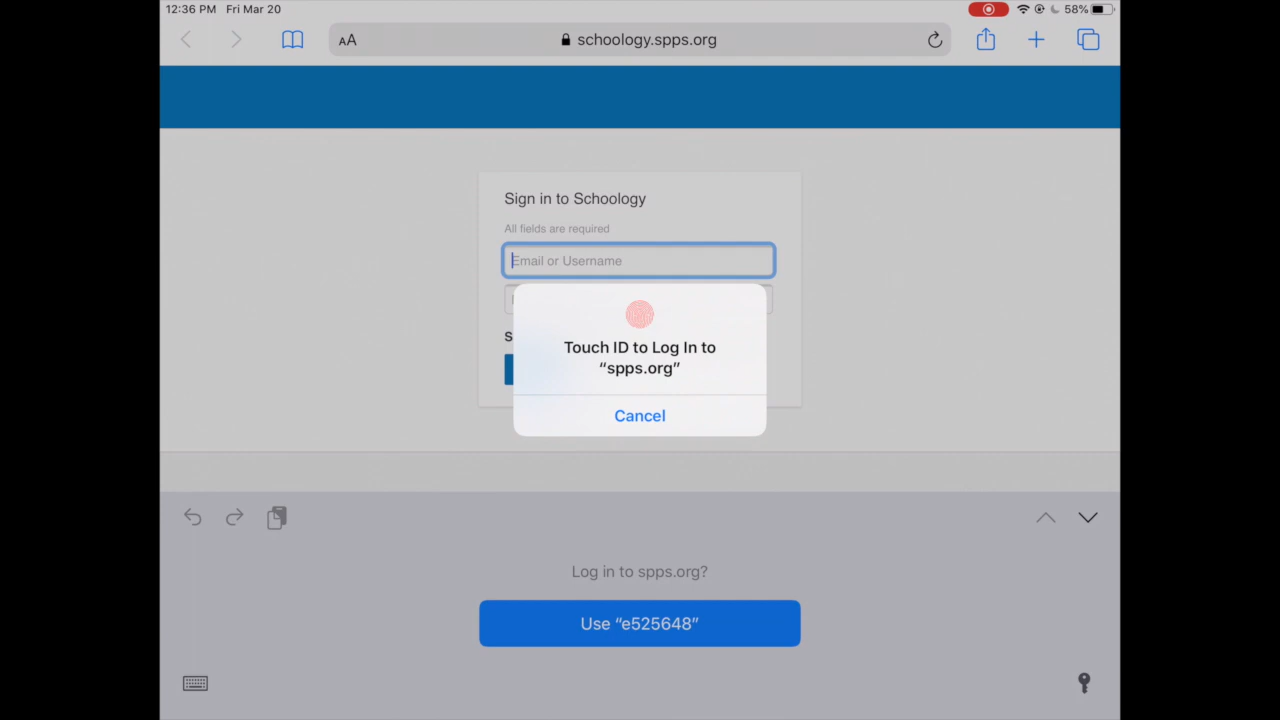 12:36 PM Fri Mar 20
58%
AA
schoology.spps.org
Sign in to Schoology
All fields are required
Email or Username
S
Touch ID to Log In to
“spps.org”
Cancel
Log in to spps.org?
Use “e525648”